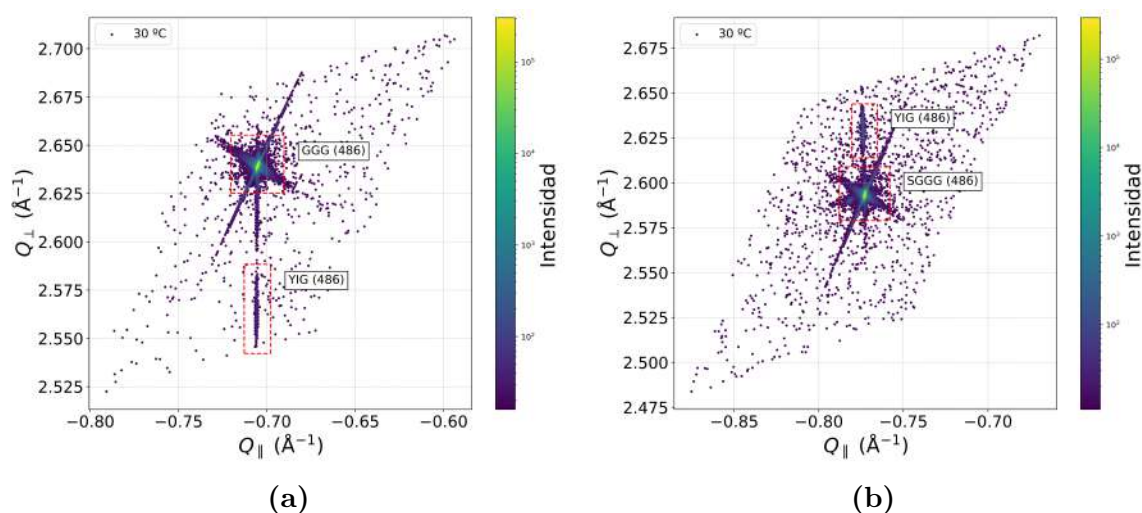 30 ºC
GGG (486)
YIG (486)
2.700
2.675
2.650
2.625
2.600
2.575
2.550
2.525
Q⊥ (Å⁻¹)
−0.80
−0.75
−0.70
−0.65
−0.60
Q∥ (Å⁻¹)
10⁵
10⁴
10³
10²
Intensidad
(a)
30 ºC
YIG (486)
SGGG (486)
2.675
2.650
2.625
2.600
2.575
2.550
2.525
2.500
2.475
Q⊥ (Å⁻¹)
−0.85
−0.80
−0.75
−0.70
Q∥ (Å⁻¹)
10⁵
10⁴
10³
10²
Intensidad
(b)